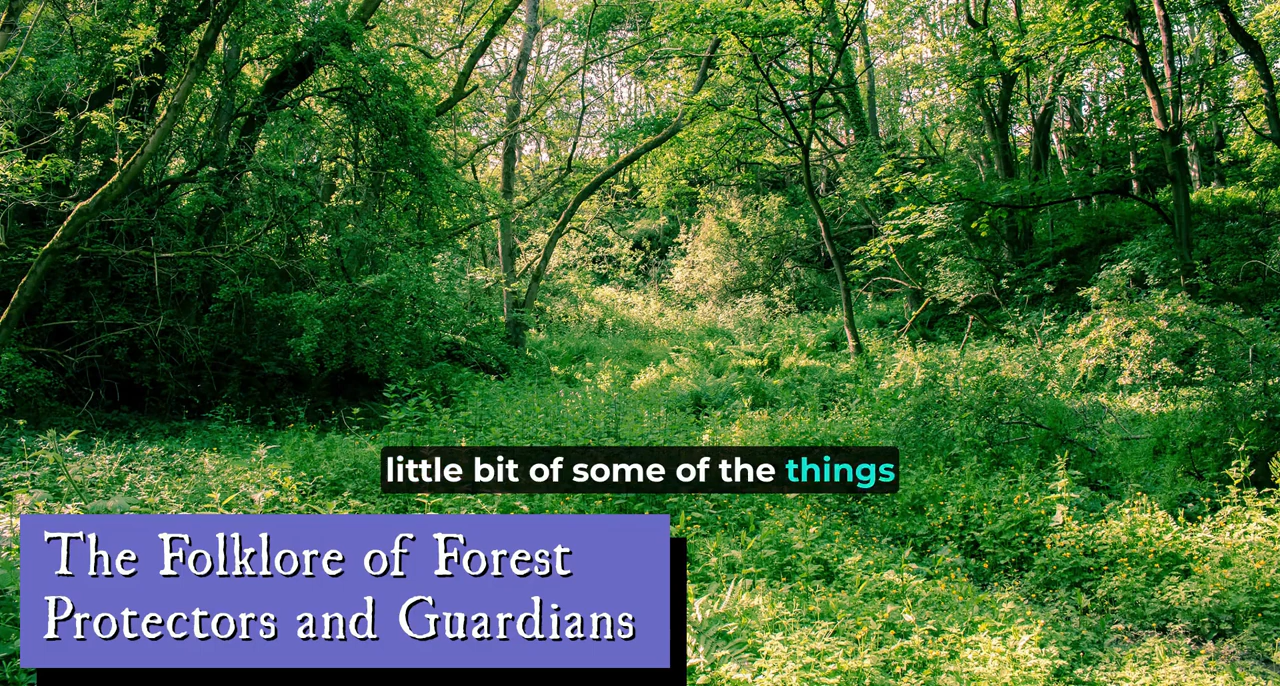 little bit of some of the things
The Folklore of Forest
Protectors and Guardians